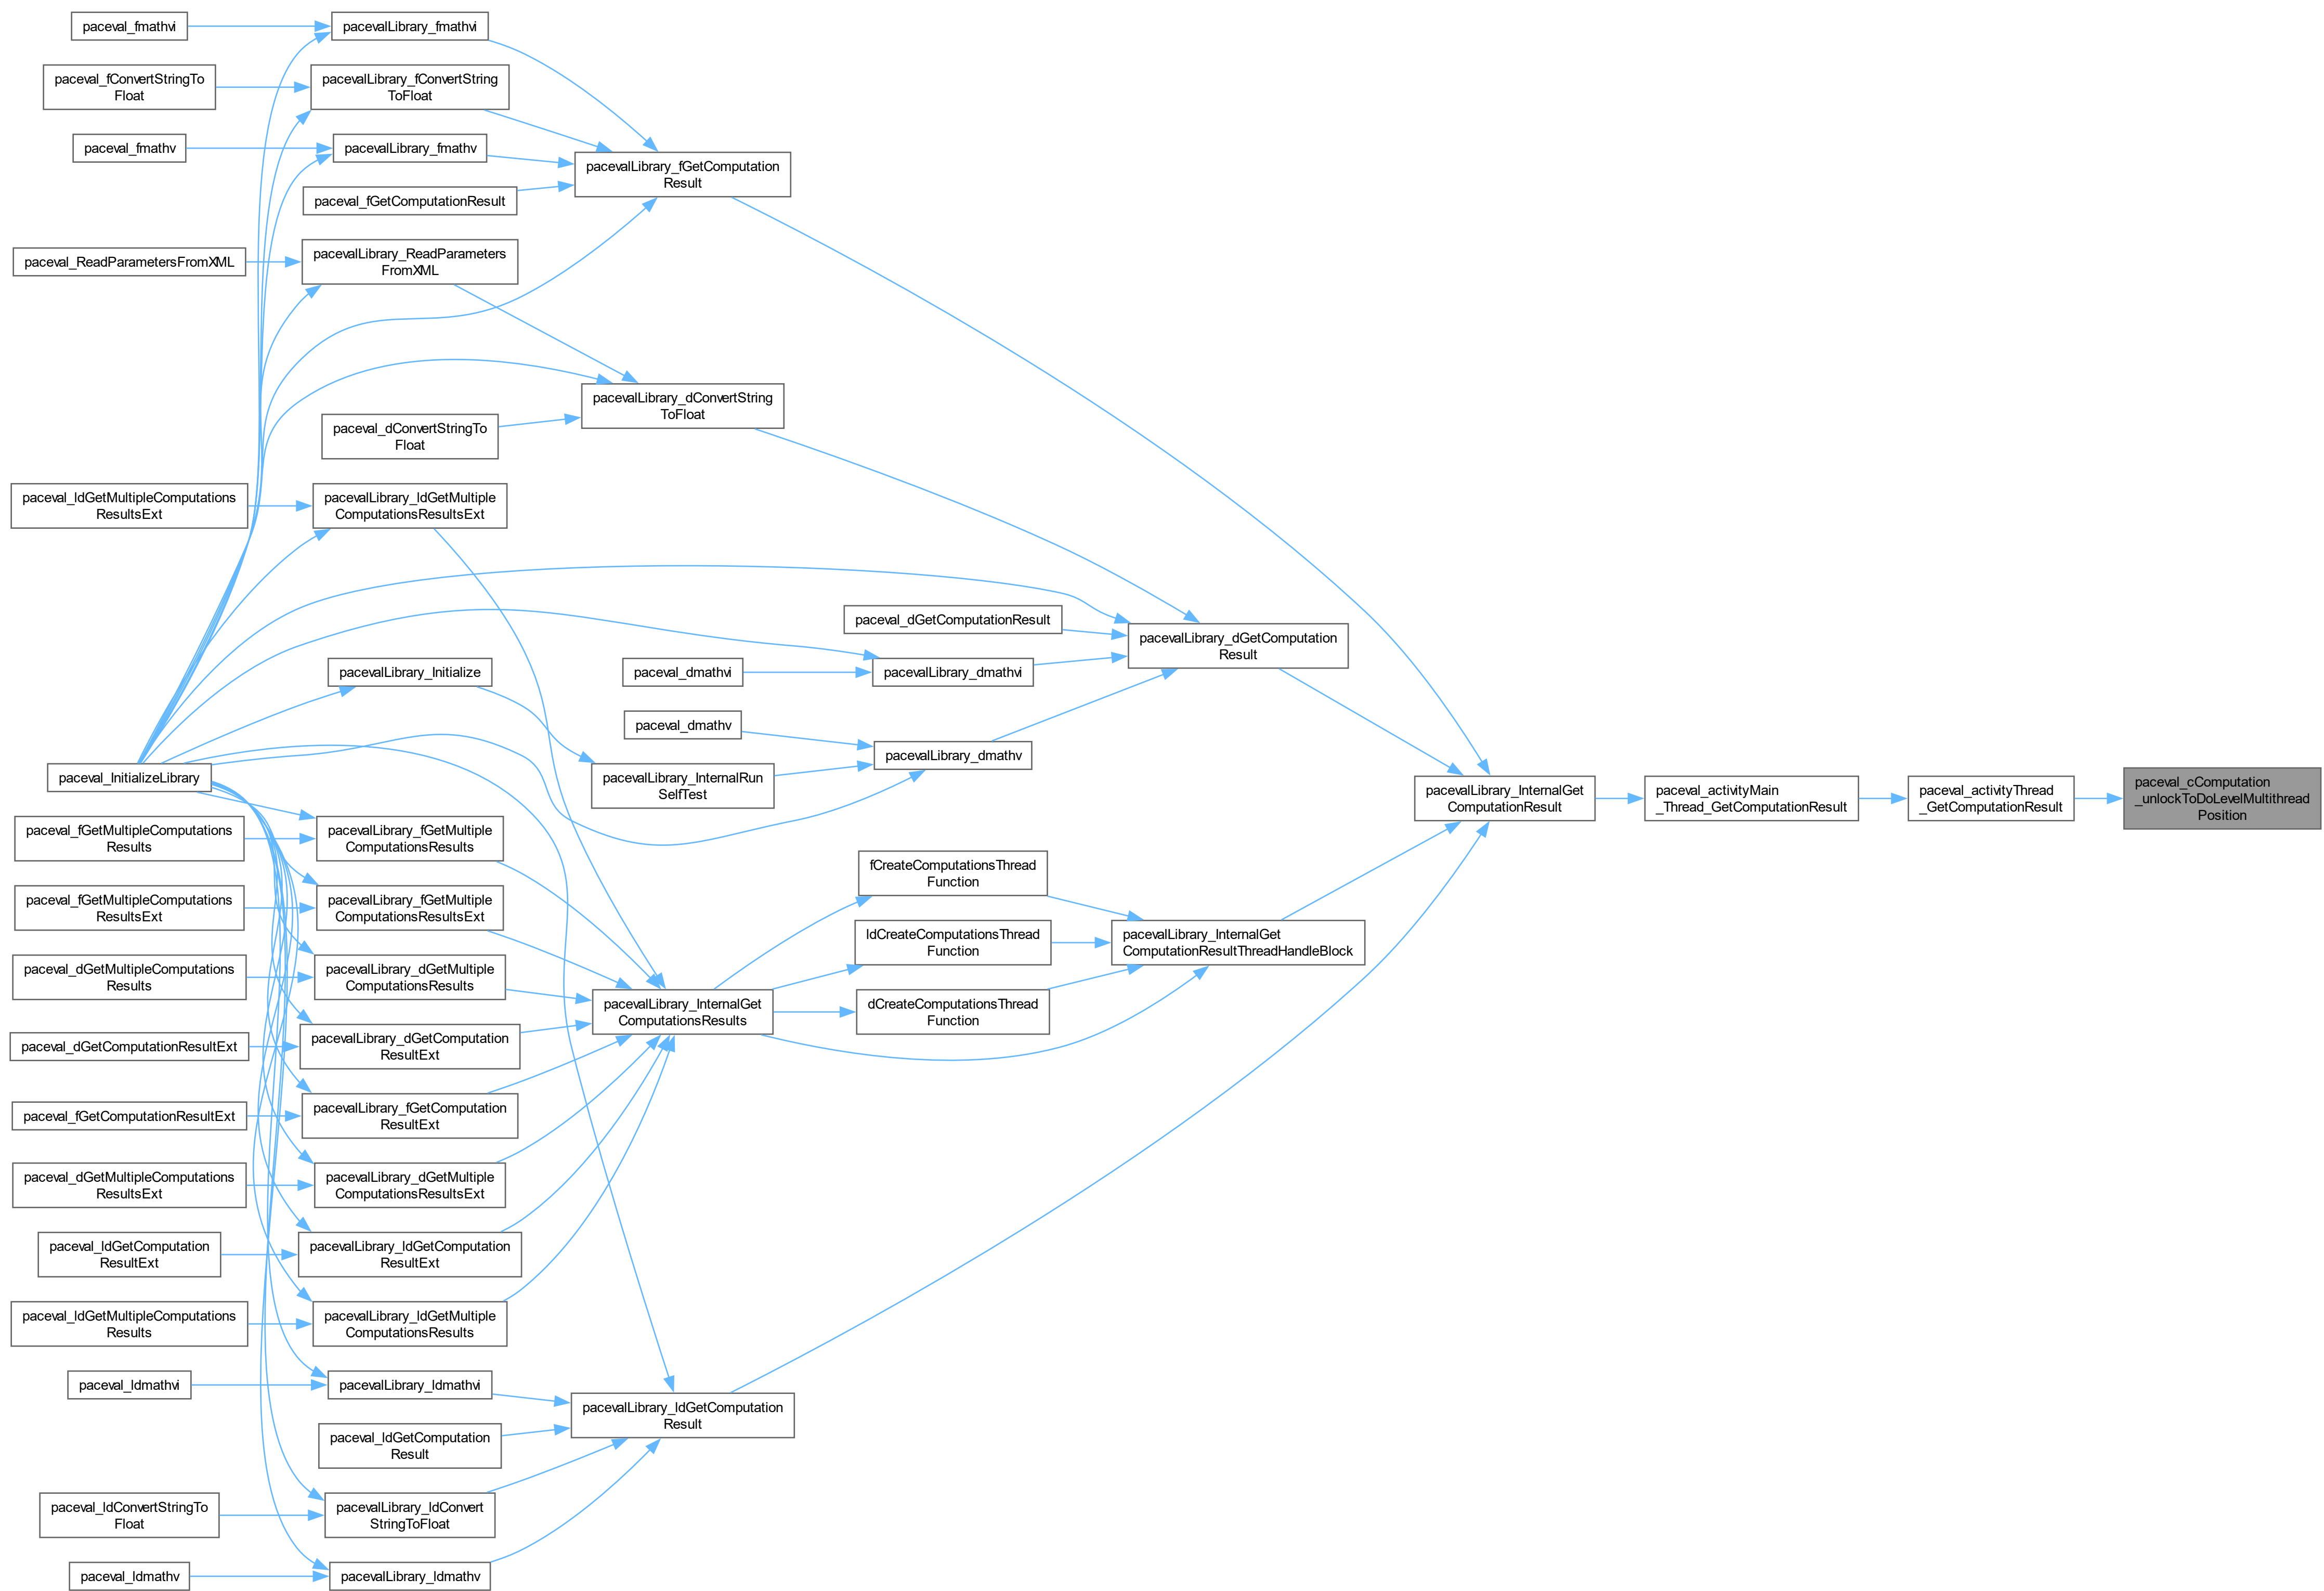 paceval_fmathvi
pacevalLibrary_fmathvi
paceval_fConvertStringTo
Float
pacevalLibrary_fConvertString
ToFloat
paceval_fmathv
pacevalLibrary_fmathv
pacevalLibrary_fGetComputation
Result
paceval_fGetComputationResult
paceval_ReadParametersFromXML
pacevalLibrary_ReadParameters
FromXML
pacevalLibrary_dConvertString
ToFloat
paceval_dConvertStringTo
Float
paceval_ldGetMultipleComputations
ResultsExt
pacevalLibrary_ldGetMultiple
ComputationsResultsExt
paceval_dGetComputationResult
pacevalLibrary_dGetComputation
Result
pacevalLibrary_Initialize
paceval_dmathvi
pacevalLibrary_dmathvi
paceval_dmathv
pacevalLibrary_dmathv
paceval_InitializeLibrary
pacevalLibrary_InternalRun
SelfTest
pacevalLibrary_InternalGet
ComputationResult
paceval_activityMain
_Thread_GetComputationResult
paceval_activityThread
_GetComputationResult
paceval_cComputation
_unlockToDoLevelMultithread
Position
paceval_fGetMultipleComputations
Results
pacevalLibrary_fGetMultiple
ComputationsResults
fCreateComputationsThread
Function
paceval_fGetMultipleComputations
ResultsExt
pacevalLibrary_fGetMultiple
ComputationsResultsExt
ldCreateComputationsThread
Function
pacevalLibrary_InternalGet
ComputationResultThreadHandleBlock
paceval_dGetMultipleComputations
Results
pacevalLibrary_dGetMultiple
ComputationsResults
pacevalLibrary_InternalGet
ComputationsResults
dCreateComputationsThread
Function
paceval_dGetComputationResultExt
pacevalLibrary_dGetComputation
ResultExt
paceval_fGetComputationResultExt
pacevalLibrary_fGetComputation
ResultExt
paceval_dGetMultipleComputations
ResultsExt
pacevalLibrary_dGetMultiple
ComputationsResultsExt
paceval_ldGetComputation
ResultExt
pacevalLibrary_ldGetComputation
ResultExt
paceval_ldGetMultipleComputations
Results
pacevalLibrary_ldGetMultiple
ComputationsResults
paceval_ldmathvi
pacevalLibrary_ldmathvi
pacevalLibrary_ldGetComputation
Result
paceval_ldGetComputation
Result
paceval_ldConvertStringTo
Float
pacevalLibrary_ldConvert
StringToFloat
paceval_ldmathv
pacevalLibrary_ldmathv